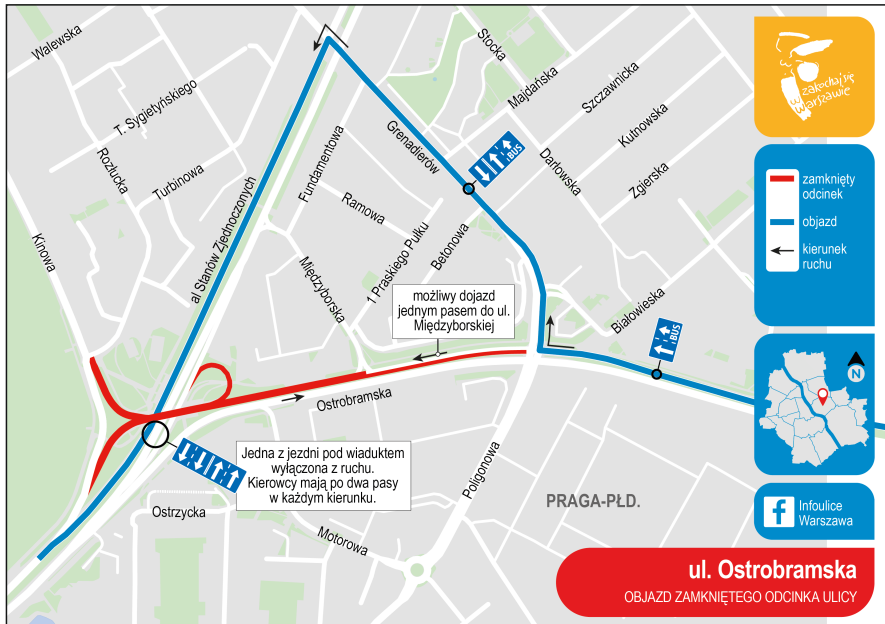 Walewska
T. Sygietyńskiego
Rozłucka
Turbinowa
Kinowa
al Stanów Zjednoczonych
Fundamentowa
Ramowa
Międzyborska
1 Praskiego Pułku
Betonowa
Grenadierów
Stocka
Majdańska
Szczawnicka
Kuthowska
Darłowska
Zgierska
BUS
Białowieska
BUS
możliwy dojazd
jednym pasem do ul.
Międzyborskiej
Ostrobramska
Jedna z jezdni pod wiaduktem
wyłączona z ruchu.
Kierowcy mają po dwa pasy
w każdym kierunku.
Ostrzycka
Motorowa
Poligonowa
PRAGA-PŁD.
zakochaj się
w Warszawie
zamknięty
odcinek
objazd
kierunek
ruchu
N
f
Infoulice
Warszawa
ul. Ostrobramska
OBJAZD ZAMKNIĘTEGO ODCINKA ULICY